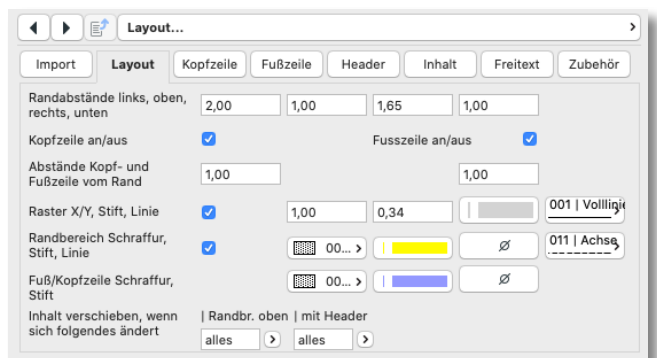 Layout...
Import Layout Kopfzeile Fußzeile Header Inhalt Freitext Zubehör
Randabstände links, oben,
rechts, unten
2,00 1,00 1,65 1,00
Kopfzeile an/aus Fusszeile an/aus
Abstände Kopf- und
Fußzeile vom Rand
1,00 1,00
Raster X/Y, Stift, Linie 1,00 0,34 001 | Volllinie
Randbereich Schraffur,
Stift, Linie
00... 011 | Achse
Fuß/Kopfzeile Schraffur,
Stift
00...
Inhalt verschieben, wenn
sich folgendes ändert
| Randbr. oben | mit Header
alles alles